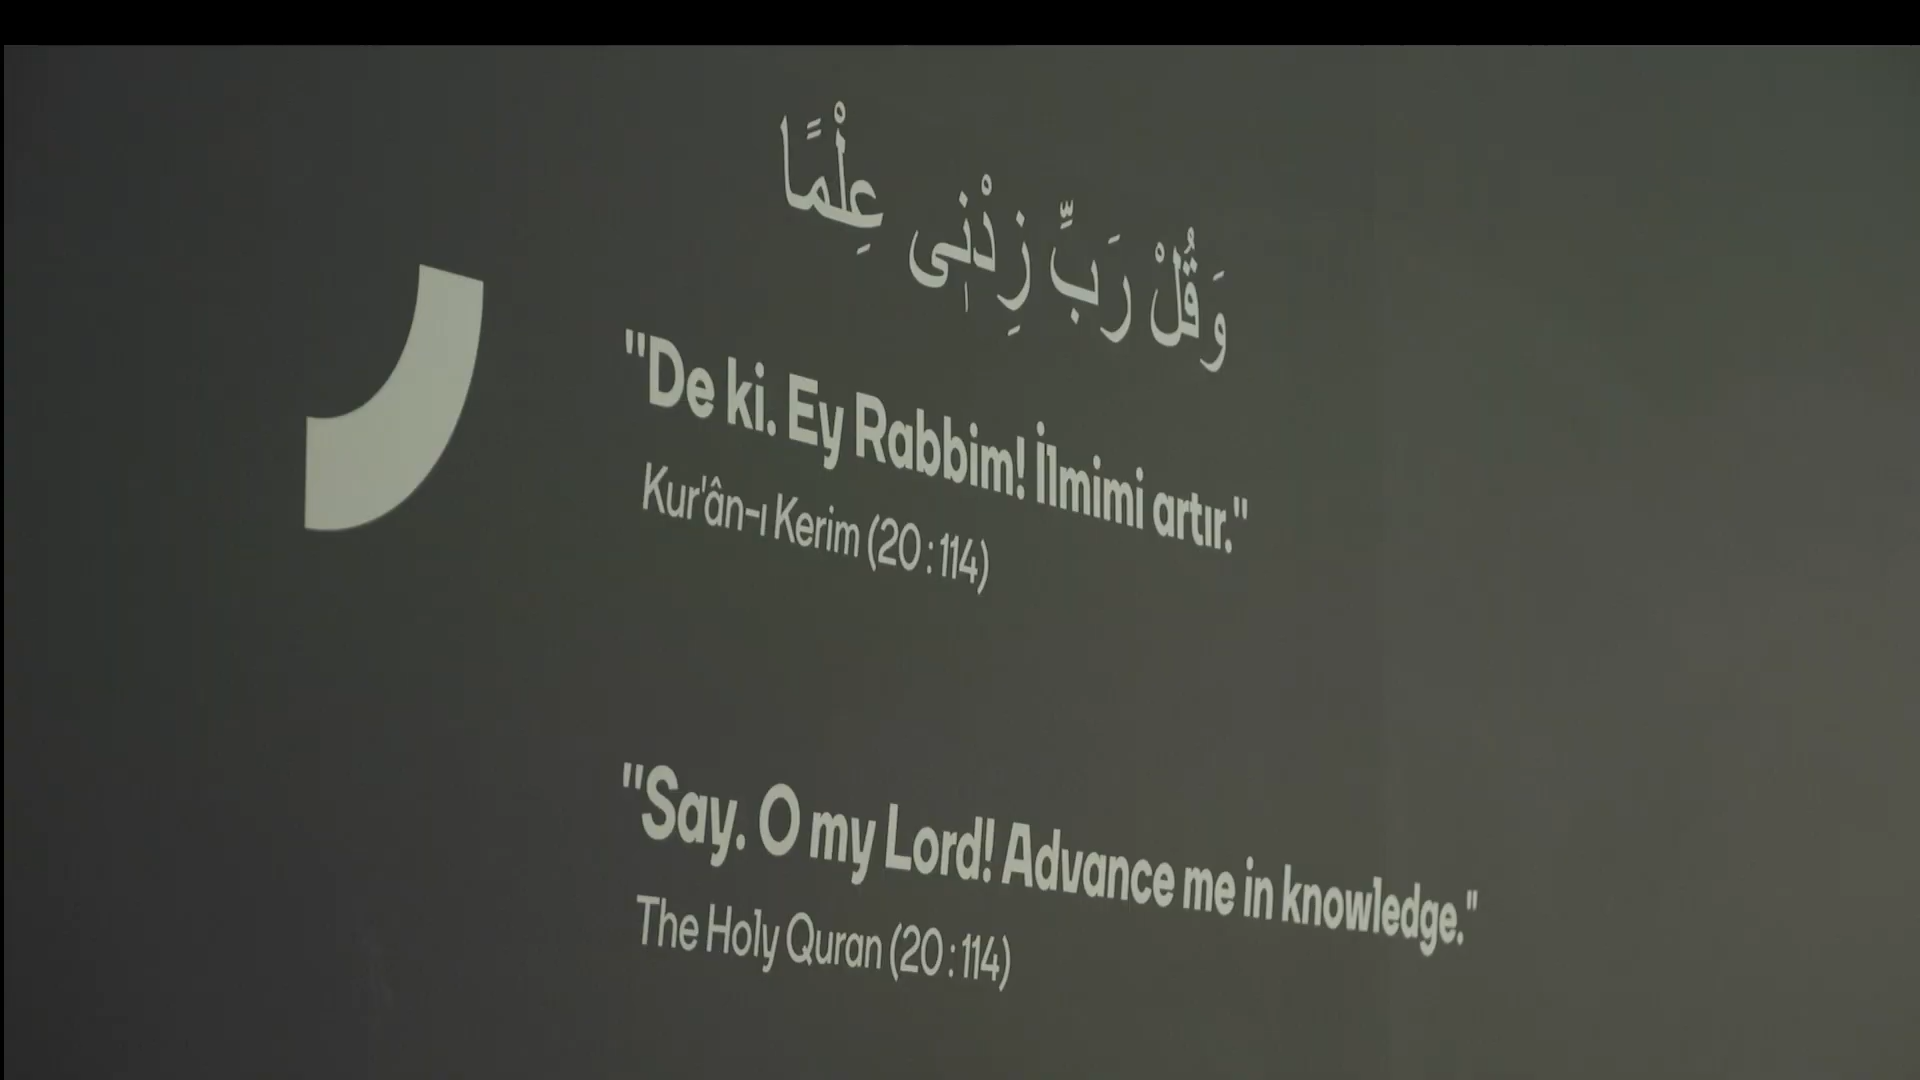 وَقُلْ رَبِّ زِدْنٖى عِلْمًا
"De ki. Ey Rabbim! İlmimi artır."
Kur'ân-ı Kerim (20:114)
"Say. O my Lord! Advance me in knowledge."
The Holy Quran (20:114)